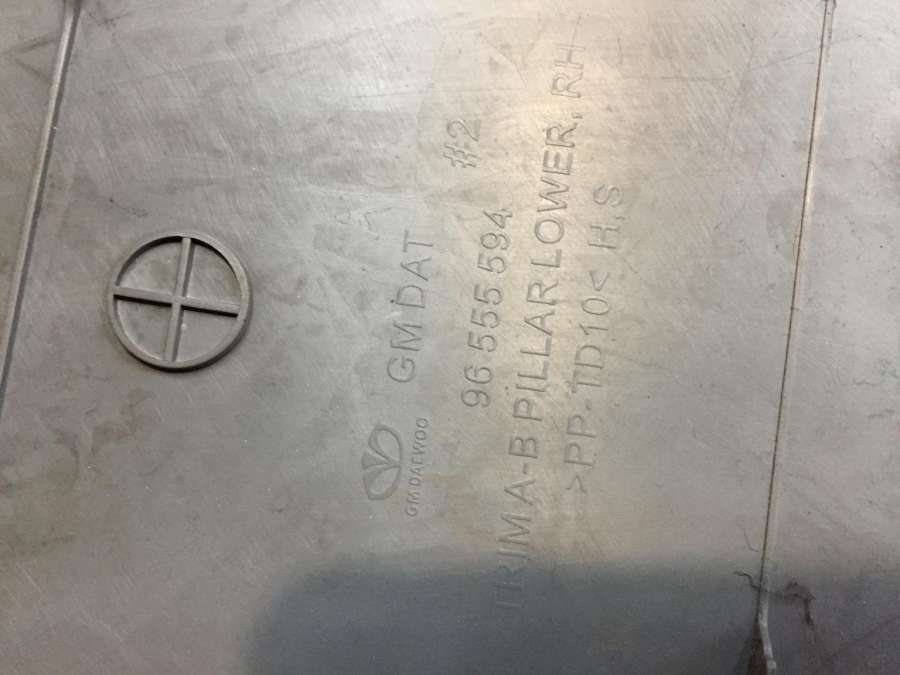 GM DAEWOO
GM DAT
#2
96 555 594
TRIM A-B PILLAR LOWER, RH
>PP-TD10< H.S